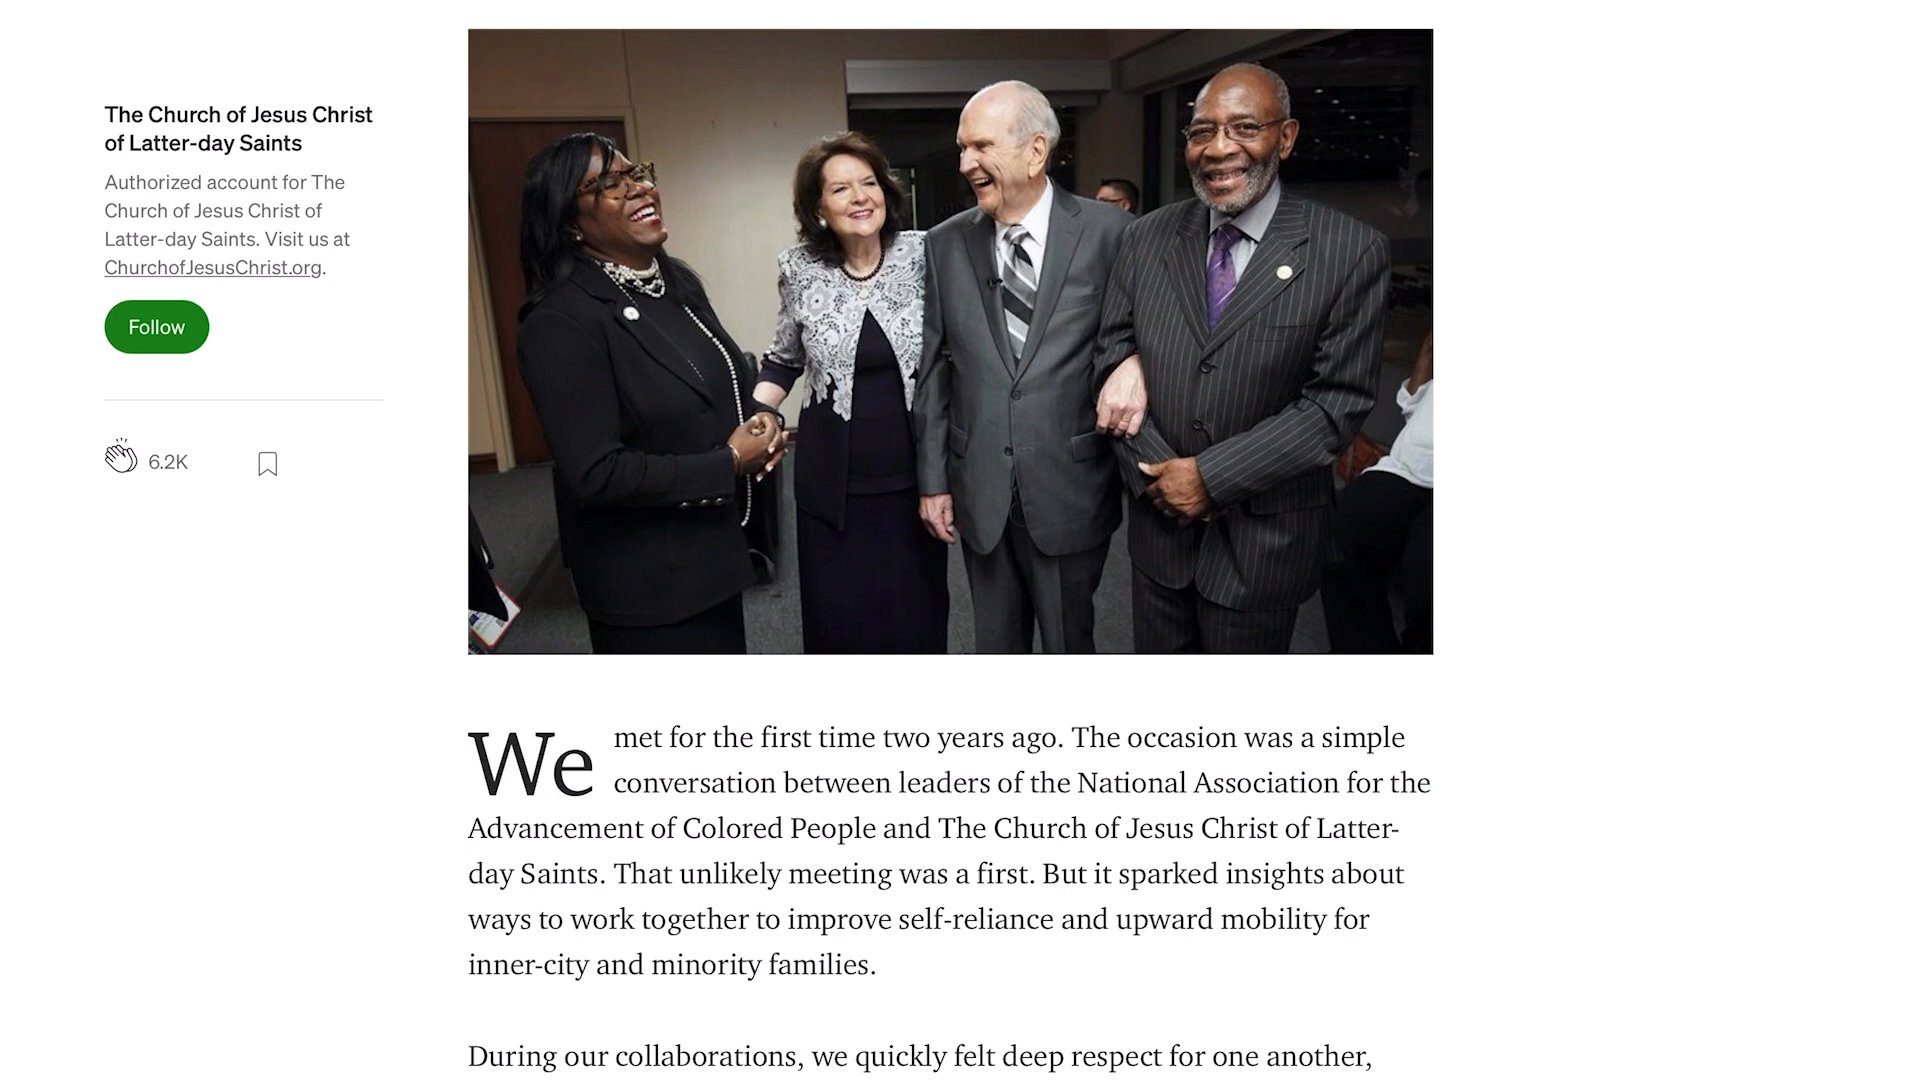 The Church of Jesus Christ
of Latter-day Saints
Authorized account for The
Church of Jesus Christ of
Latter-day Saints. Visit us at
ChurchofJesusChrist.org.
Follow
6.2K
We met for the first time two years ago. The occasion was a simple
conversation between leaders of the National Association for the
Advancement of Colored People and The Church of Jesus Christ of Latter-
day Saints. That unlikely meeting was a first. But it sparked insights about
ways to work together to improve self-reliance and upward mobility for
inner-city and minority families.
During our collaborations, we quickly felt deep respect for one another,